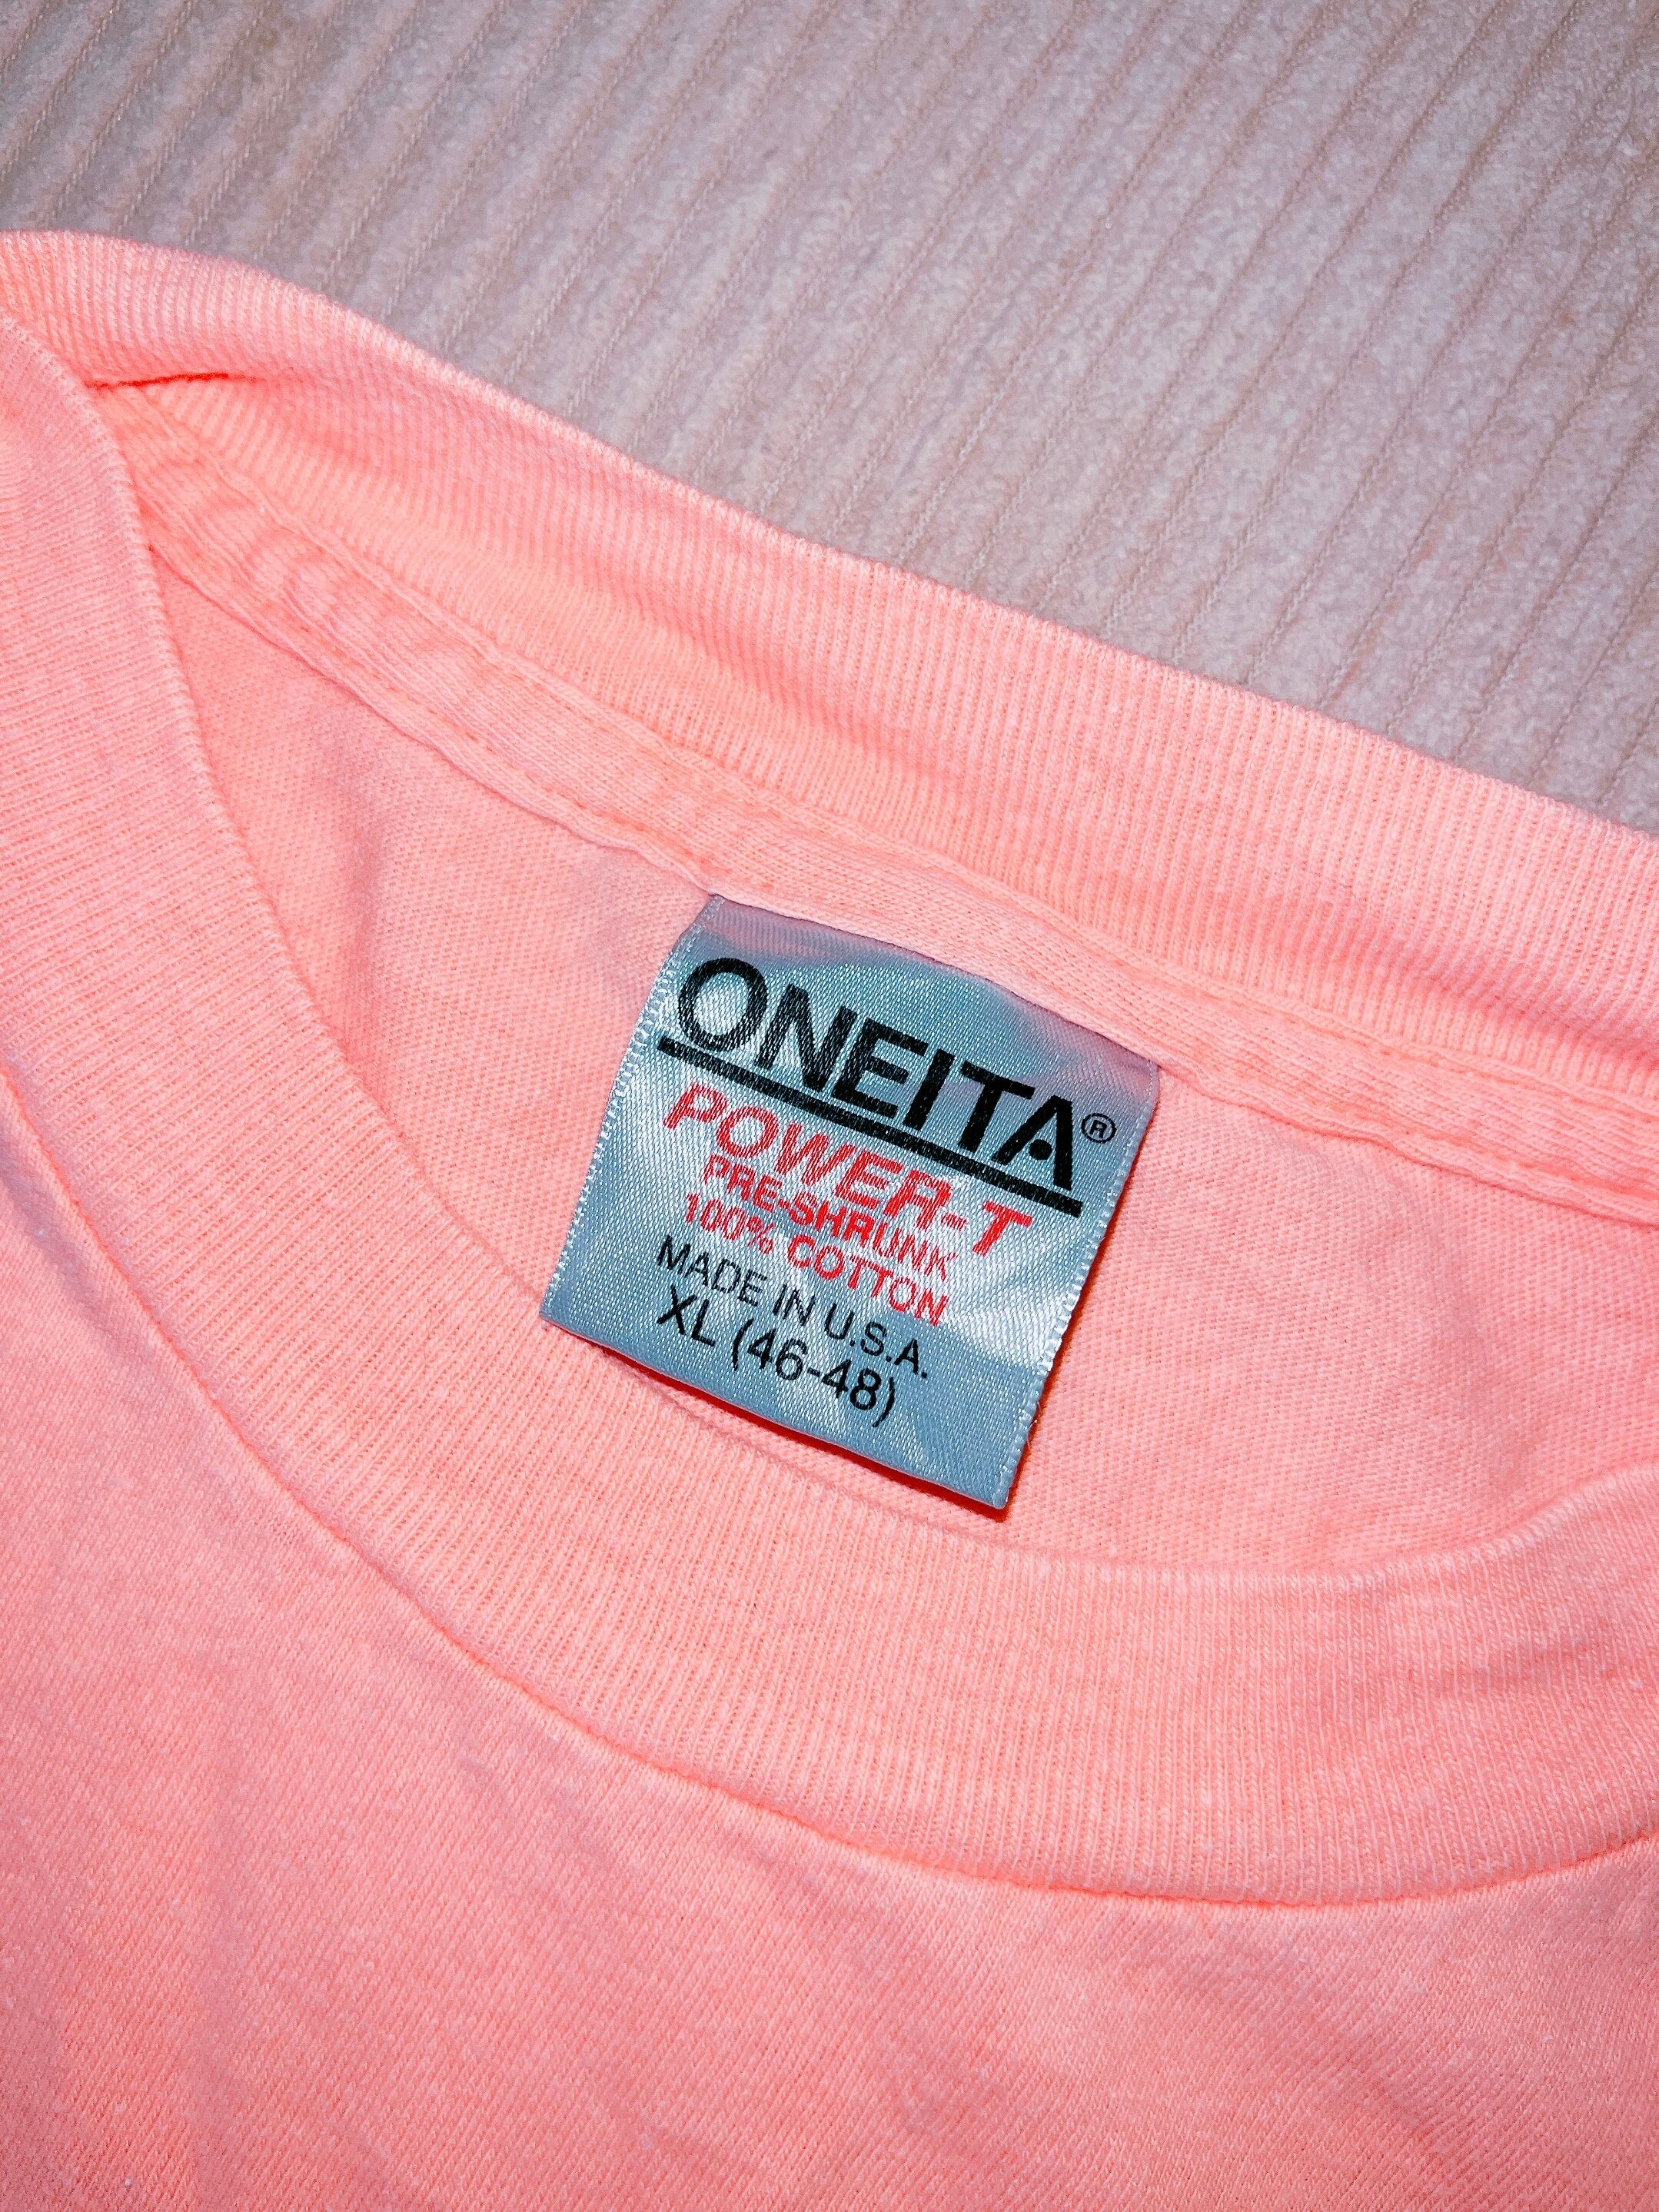 ONEITA®
POWER-T
PRE-SHRUNK
100% COTTON
MADE IN U.S.A.
XL (46-48)